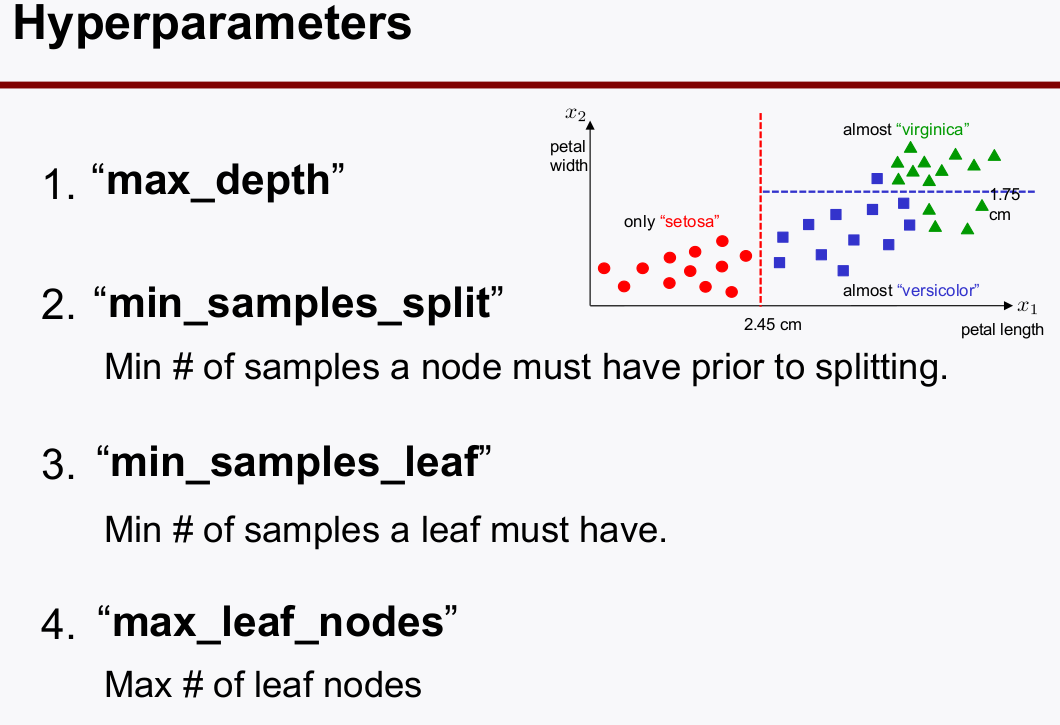 Hyperparameters
1. “max_depth”
2. “min_samples_split”
Min # of samples a node must have prior to splitting.
3. “min_samples_leaf”
Min # of samples a leaf must have.
4. “max_leaf_nodes”
Max # of leaf nodes
x₂
petal
width
almost “virginica”
only “setosa”
1.75
cm
almost “versicolor”
x₁
2.45 cm
petal length